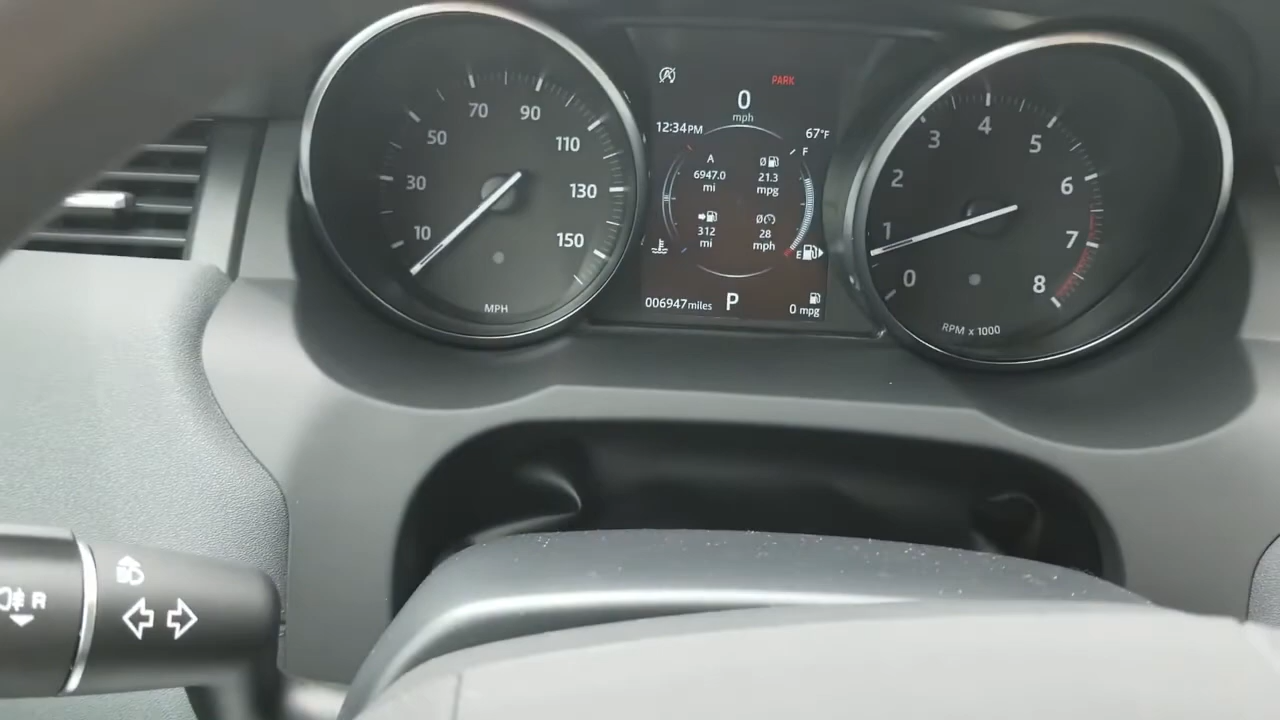 10
30
50
70
90
110
130
150
MPH
PARK
0
mph
12:34PM
67°F
A
6947.0
mi
Ø
21.3
mpg
312
mi
Ø
28
mph
F
E
006947miles
P
0 mpg
0
1
2
3
4
5
6
7
8
RPM x 1000
R